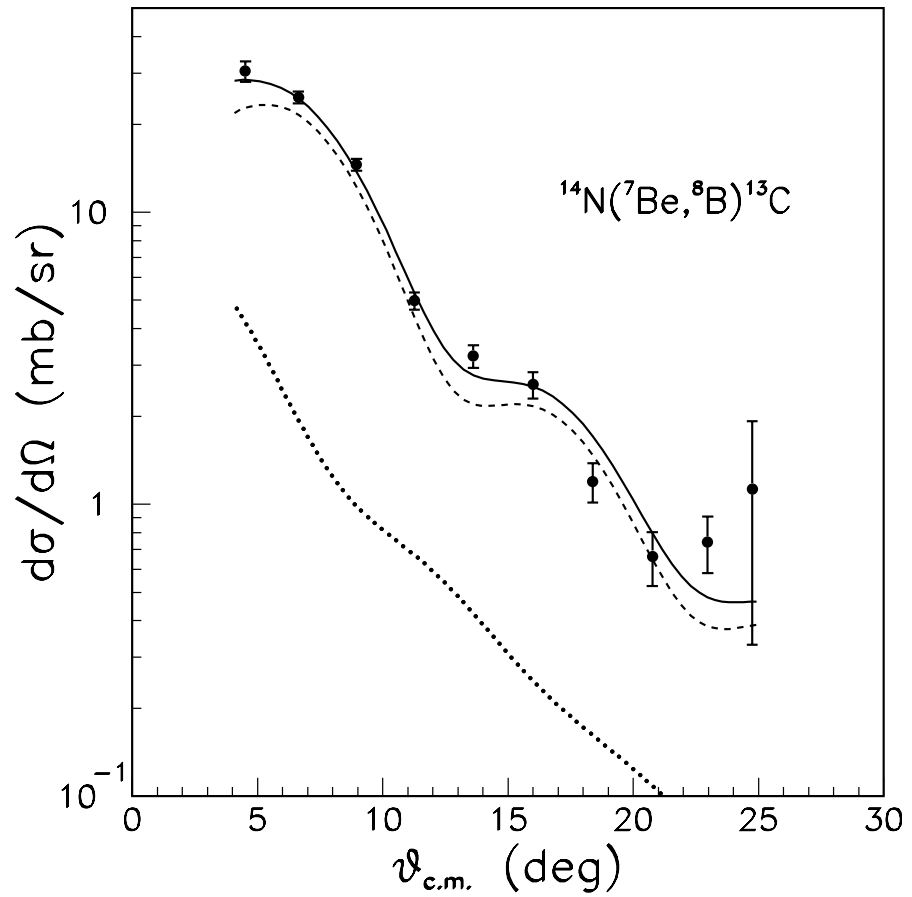 ¹⁴N(⁷Be,⁸B)¹³C
dσ/dΩ (mb/sr)
10
1
10⁻¹
0 5 10 15 20 25 30
ϑc.m. (deg)